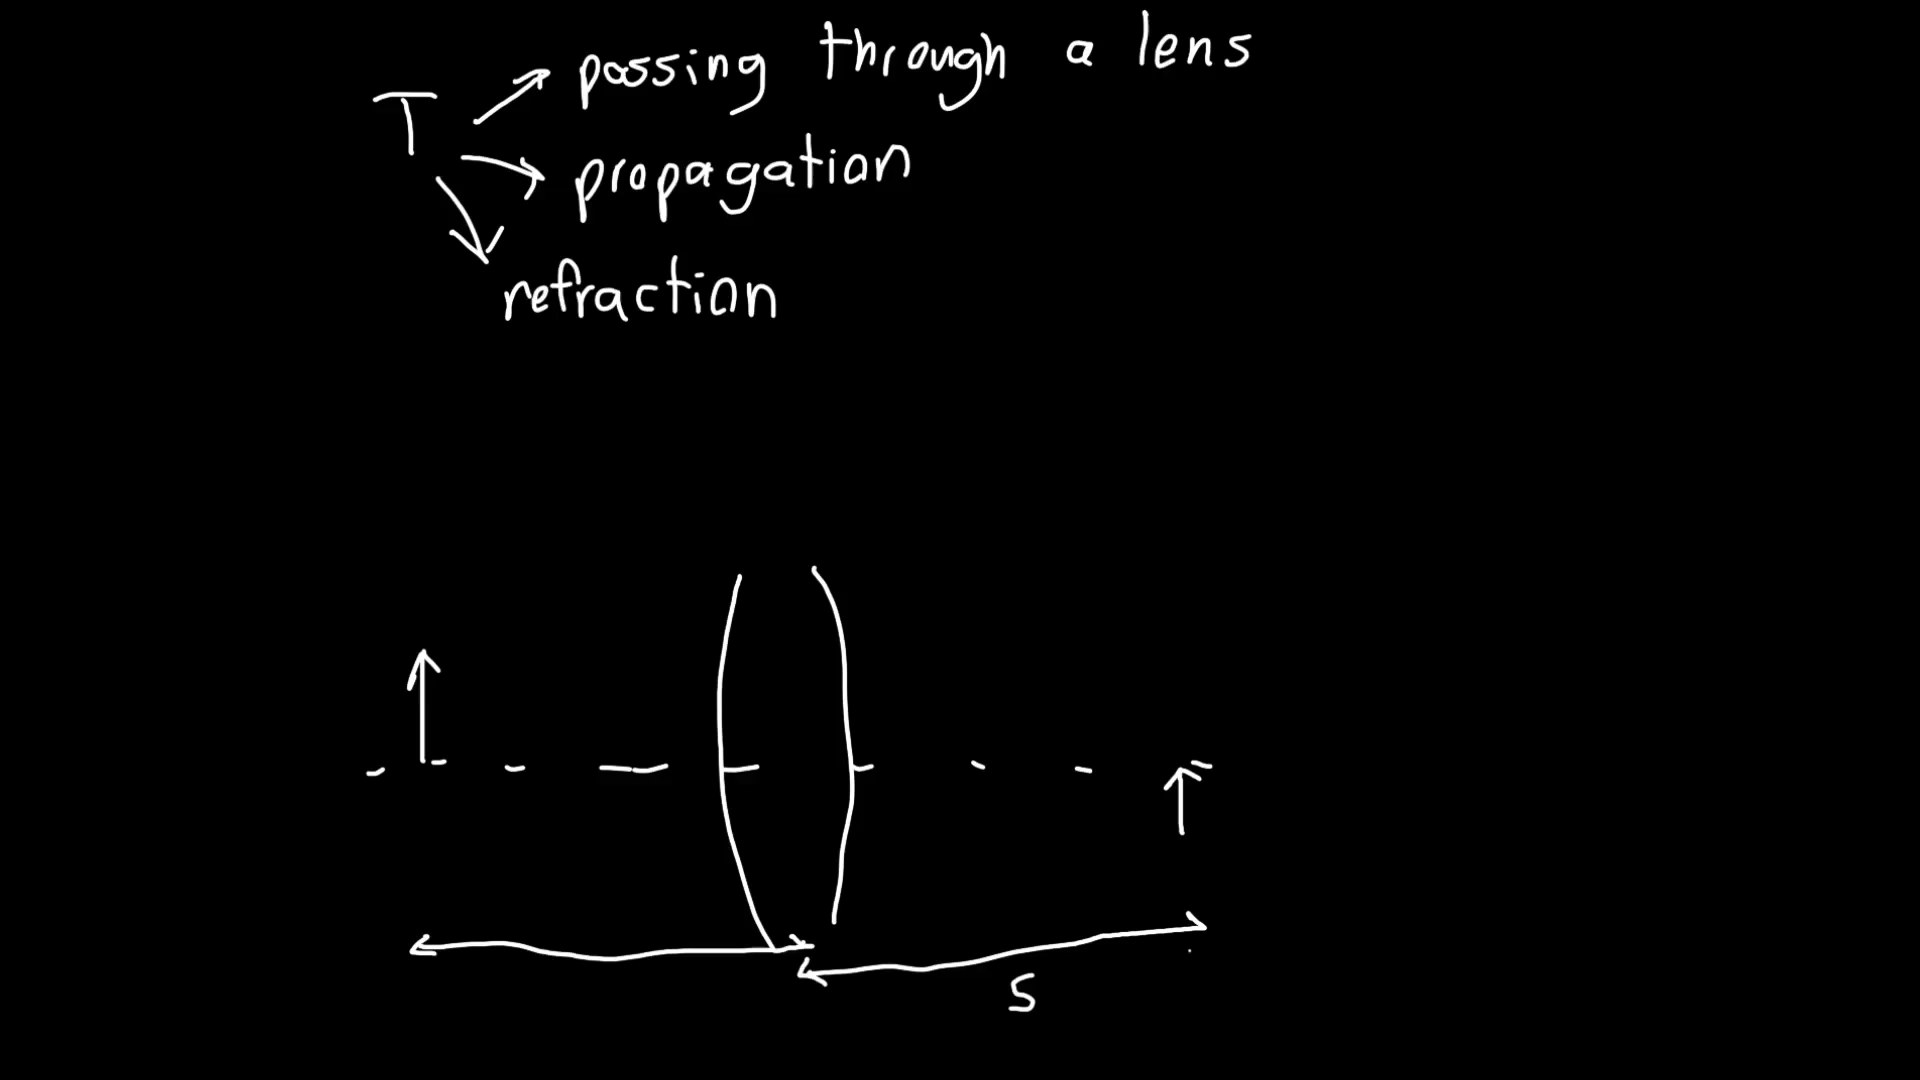 passing through a lens
T
propagation
refraction
S